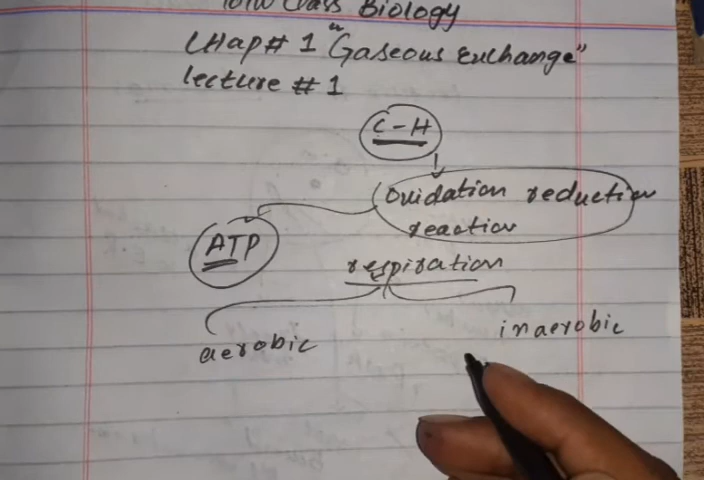 Class Biology
CHap# 1 "Gaseous Exchange"
lecture # 1
C-H
Oxidation reduction
reaction
ATP
respiration
aerobic
inaerobic